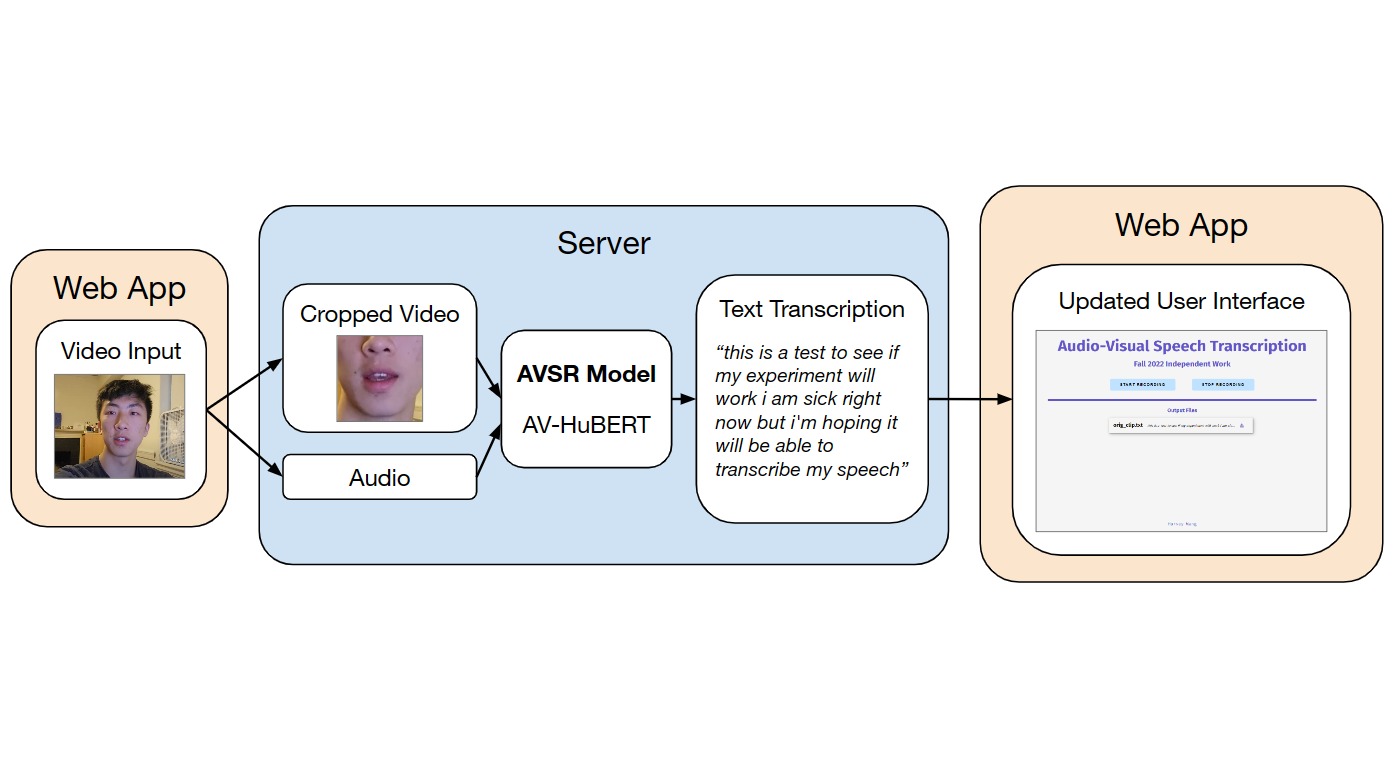 Web App
Video Input
Server
Cropped Video
Audio
AVSR Model
AV-HuBERT
Text Transcription
“this is a test to see if
my experiment will
work i am sick right
now but i'm hoping it
will be able to
transcribe my speech”
Web App
Updated User Interface
Audio-Visual Speech Transcription
Fall 2022 Independent Work
START RECORDING
STOP RECORDING
Output Files
orig_clip.txt